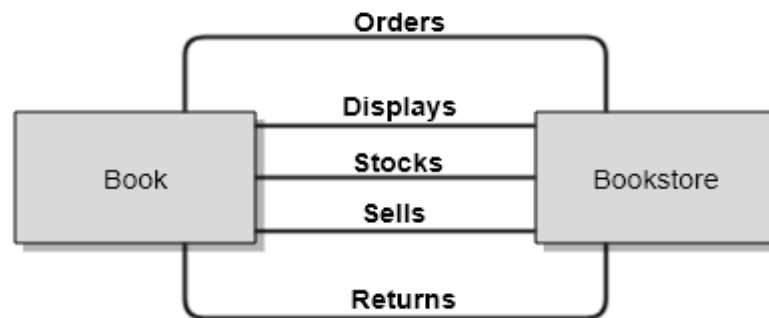 Orders
Displays
Book
Stocks
Bookstore
Sells
Returns